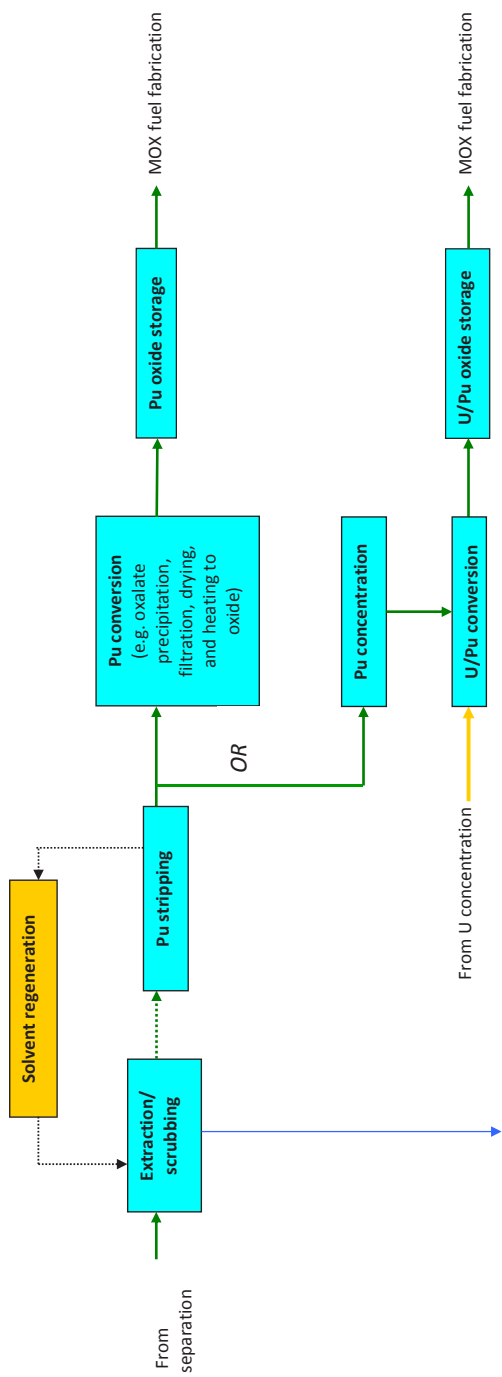 Solvent regeneration
From
separation
Extraction/
scrubbing
Pu stripping
OR
Pu conversion
(e.g. oxalate
precipitation,
filtration, drying,
and heating to
oxide)
Pu oxide storage
MOX fuel fabrication
Pu concentration
From U concentration
U/Pu conversion
U/Pu oxide storage
MOX fuel fabrication